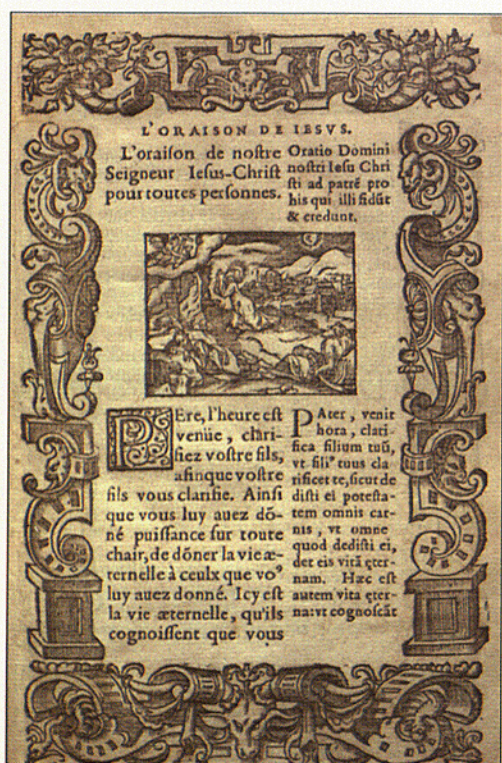 L'ORAISON DE IESVS.
L'oraiſon de noſtre
Seigneur Ieſus-Chriſt
pour toutes perſonnes.
Oratio Domini
noſtri Ieſu Chri
ſti ad patrē pro
his qui illi fidūt
& credunt.
PEre, l'heure eſt
venüe, clari-
fiez voſtre fils,
afinque voſtre
fils vous clarifie. Ainſi
que vous luy auez dō-
né puiſſance ſur toute
chair, de dōner la vie æ-
ternelle à ceulx que vo⁹
luy auez donné. Icy eſt
la vie æternelle, qu'ils
cognoiſſent que vous
PAter, venit
hora, clari-
fica filium tuū,
vt fili⁹ tuus cla
rificet te, ſicut de
diſti ei poteſta-
tem omnis car-
nis, vt omne
quod dediſti ei,
det eis vitā ęter-
nam. Hæc eſt
autem vita ęter-
na: vt cognoſcāt